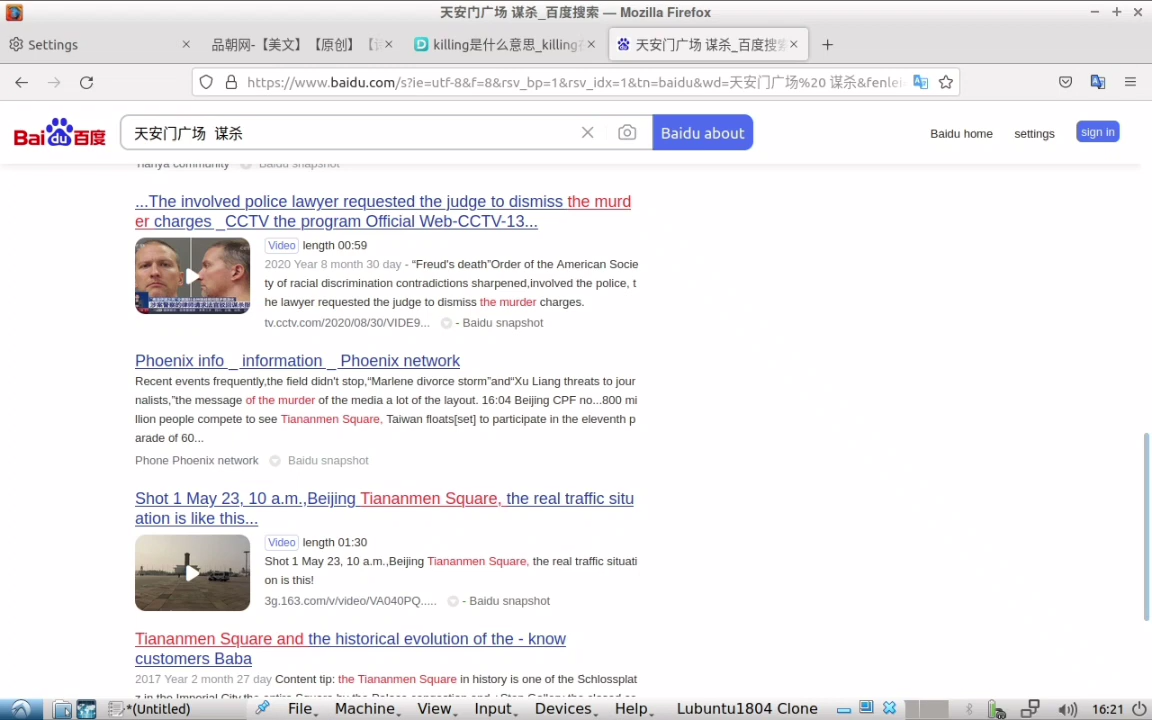 天安门广场 谋杀_百度搜索 — Mozilla Firefox
Settings
品朝网-【美文】【原创】
killing是什么意思_killing
天安门广场 谋杀_百度搜索
https://www.baidu.com/s?ie=utf-8&f=8&rsv_bp=1&rsv_idx=1&tn=baidu&wd=天安门广场%20 谋杀&fenlei
Bai du 百度
天安门广场 谋杀
Baidu about
Baidu home
settings
sign in
Tianya community Baidu snapshot
...The involved police lawyer requested the judge to dismiss the murd
er charges _CCTV the program Official Web-CCTV-13...
Video length 00:59
2020 Year 8 month 30 day - “Freud's death”Order of the American Socie
ty of racial discrimination contradictions sharpened,involved the police, t
he lawyer requested the judge to dismiss the murder charges.
tv.cctv.com/2020/08/30/VIDE9... - Baidu snapshot
Phoenix info _ information _ Phoenix network
Recent events frequently,the field didn't stop,“Marlene divorce storm”and“Xu Liang threats to jour
nalists,”the message of the murder of the media a lot of the layout. 16:04 Beijing CPF no...800 mi
llion people compete to see Tiananmen Square, Taiwan floats[set] to participate in the eleventh p
arade of 60...
Phone Phoenix network Baidu snapshot
Shot 1 May 23, 10 a.m.,Beijing Tiananmen Square, the real traffic situ
ation is like this...
Video length 01:30
Shot 1 May 23, 10 a.m.,Beijing Tiananmen Square, the real traffic situati
on is this!
3g.163.com/v/video/VA040PQ..... - Baidu snapshot
Tiananmen Square and the historical evolution of the - know
customers Baba
2017 Year 2 month 27 day Content tip: the Tiananmen Square in history is one of the Schlossplat
*(Untitled)
File Machine View Input Devices Help
Lubuntu1804 Clone
16:21